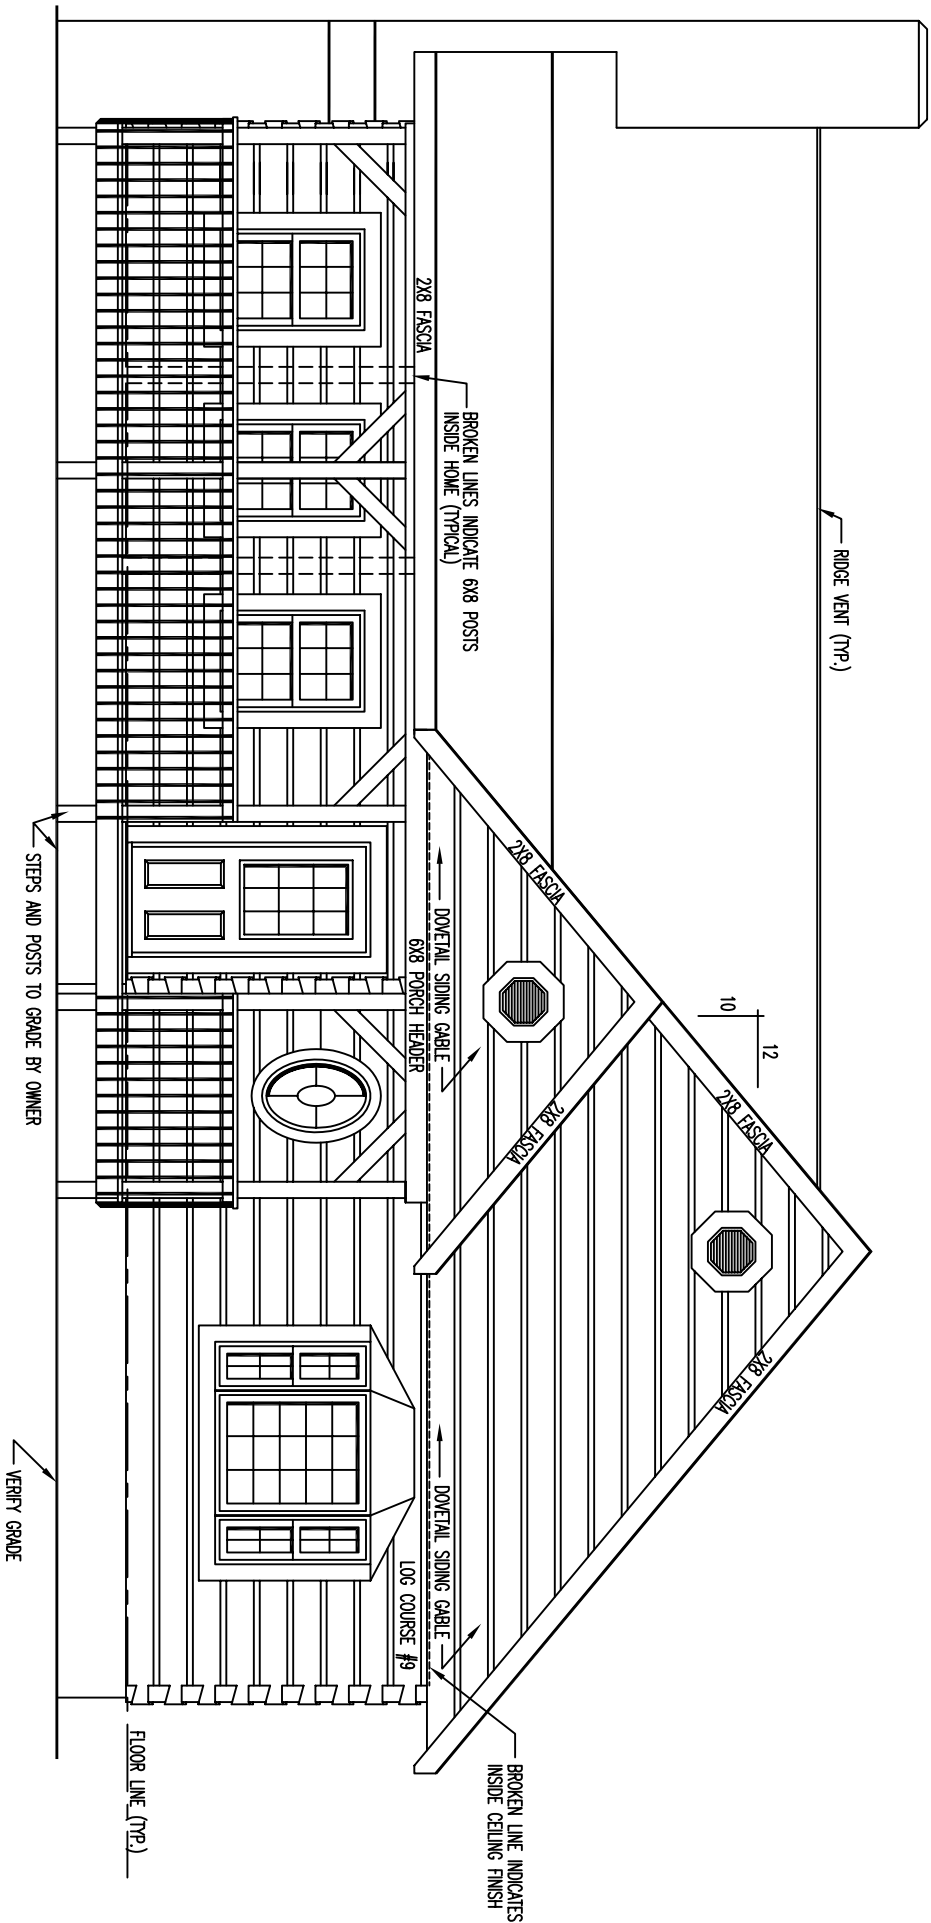 RIDGE VENT (TYP.)
12
10
2X8 FASCIA
2X8 FASCIA
2X8 FASCIA
2X8 FASCIA
BROKEN LINES INDICATE 6X8 POSTS
INSIDE HOME (TYPICAL)
2X8 FASCIA
DOVETAIL SIDING GABLE
6X8 PORCH HEADER
DOVETAIL SIDING GABLE
LOG COURSE #9
BROKEN LINE INDICATES
INSIDE CEILING FINISH
FLOOR LINE (TYP.)
STEPS AND POSTS TO GRADE BY OWNER
VERIFY GRADE